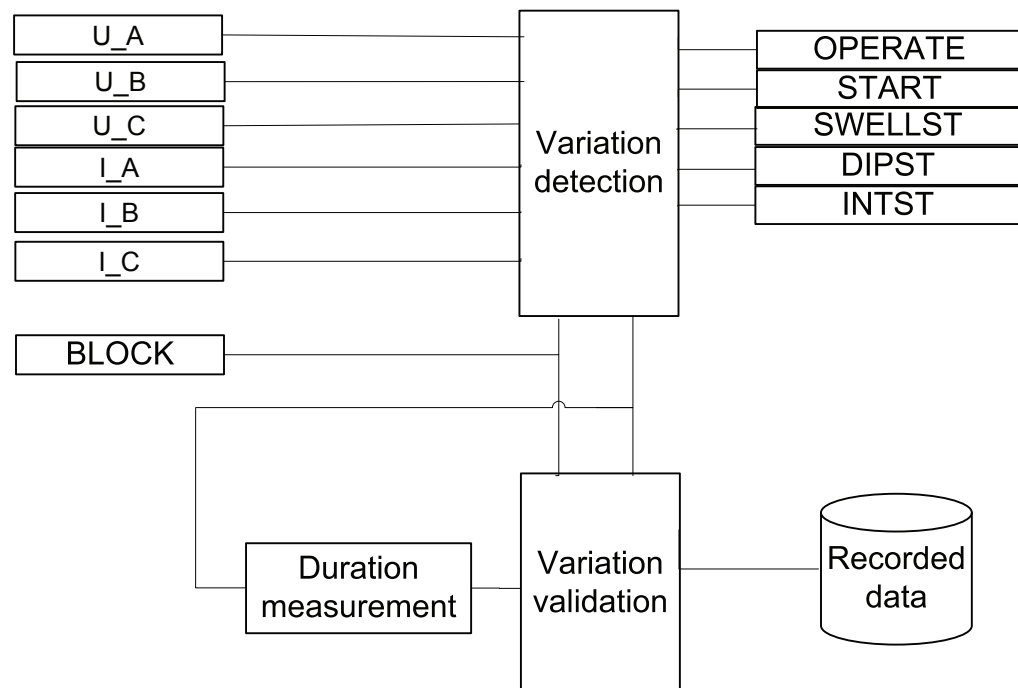 U_A
U_B
U_C
I_A
I_B
I_C
BLOCK
Variation
detection
OPERATE
START
SWELLST
DIPST
INTST
Duration
measurement
Variation
validation
Recorded
data